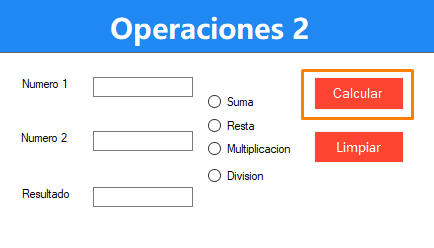 Operaciones 2
Numero 1
Suma
Calcular
Resta
Numero 2
Multiplicacion
Limpiar
Division
Resultado